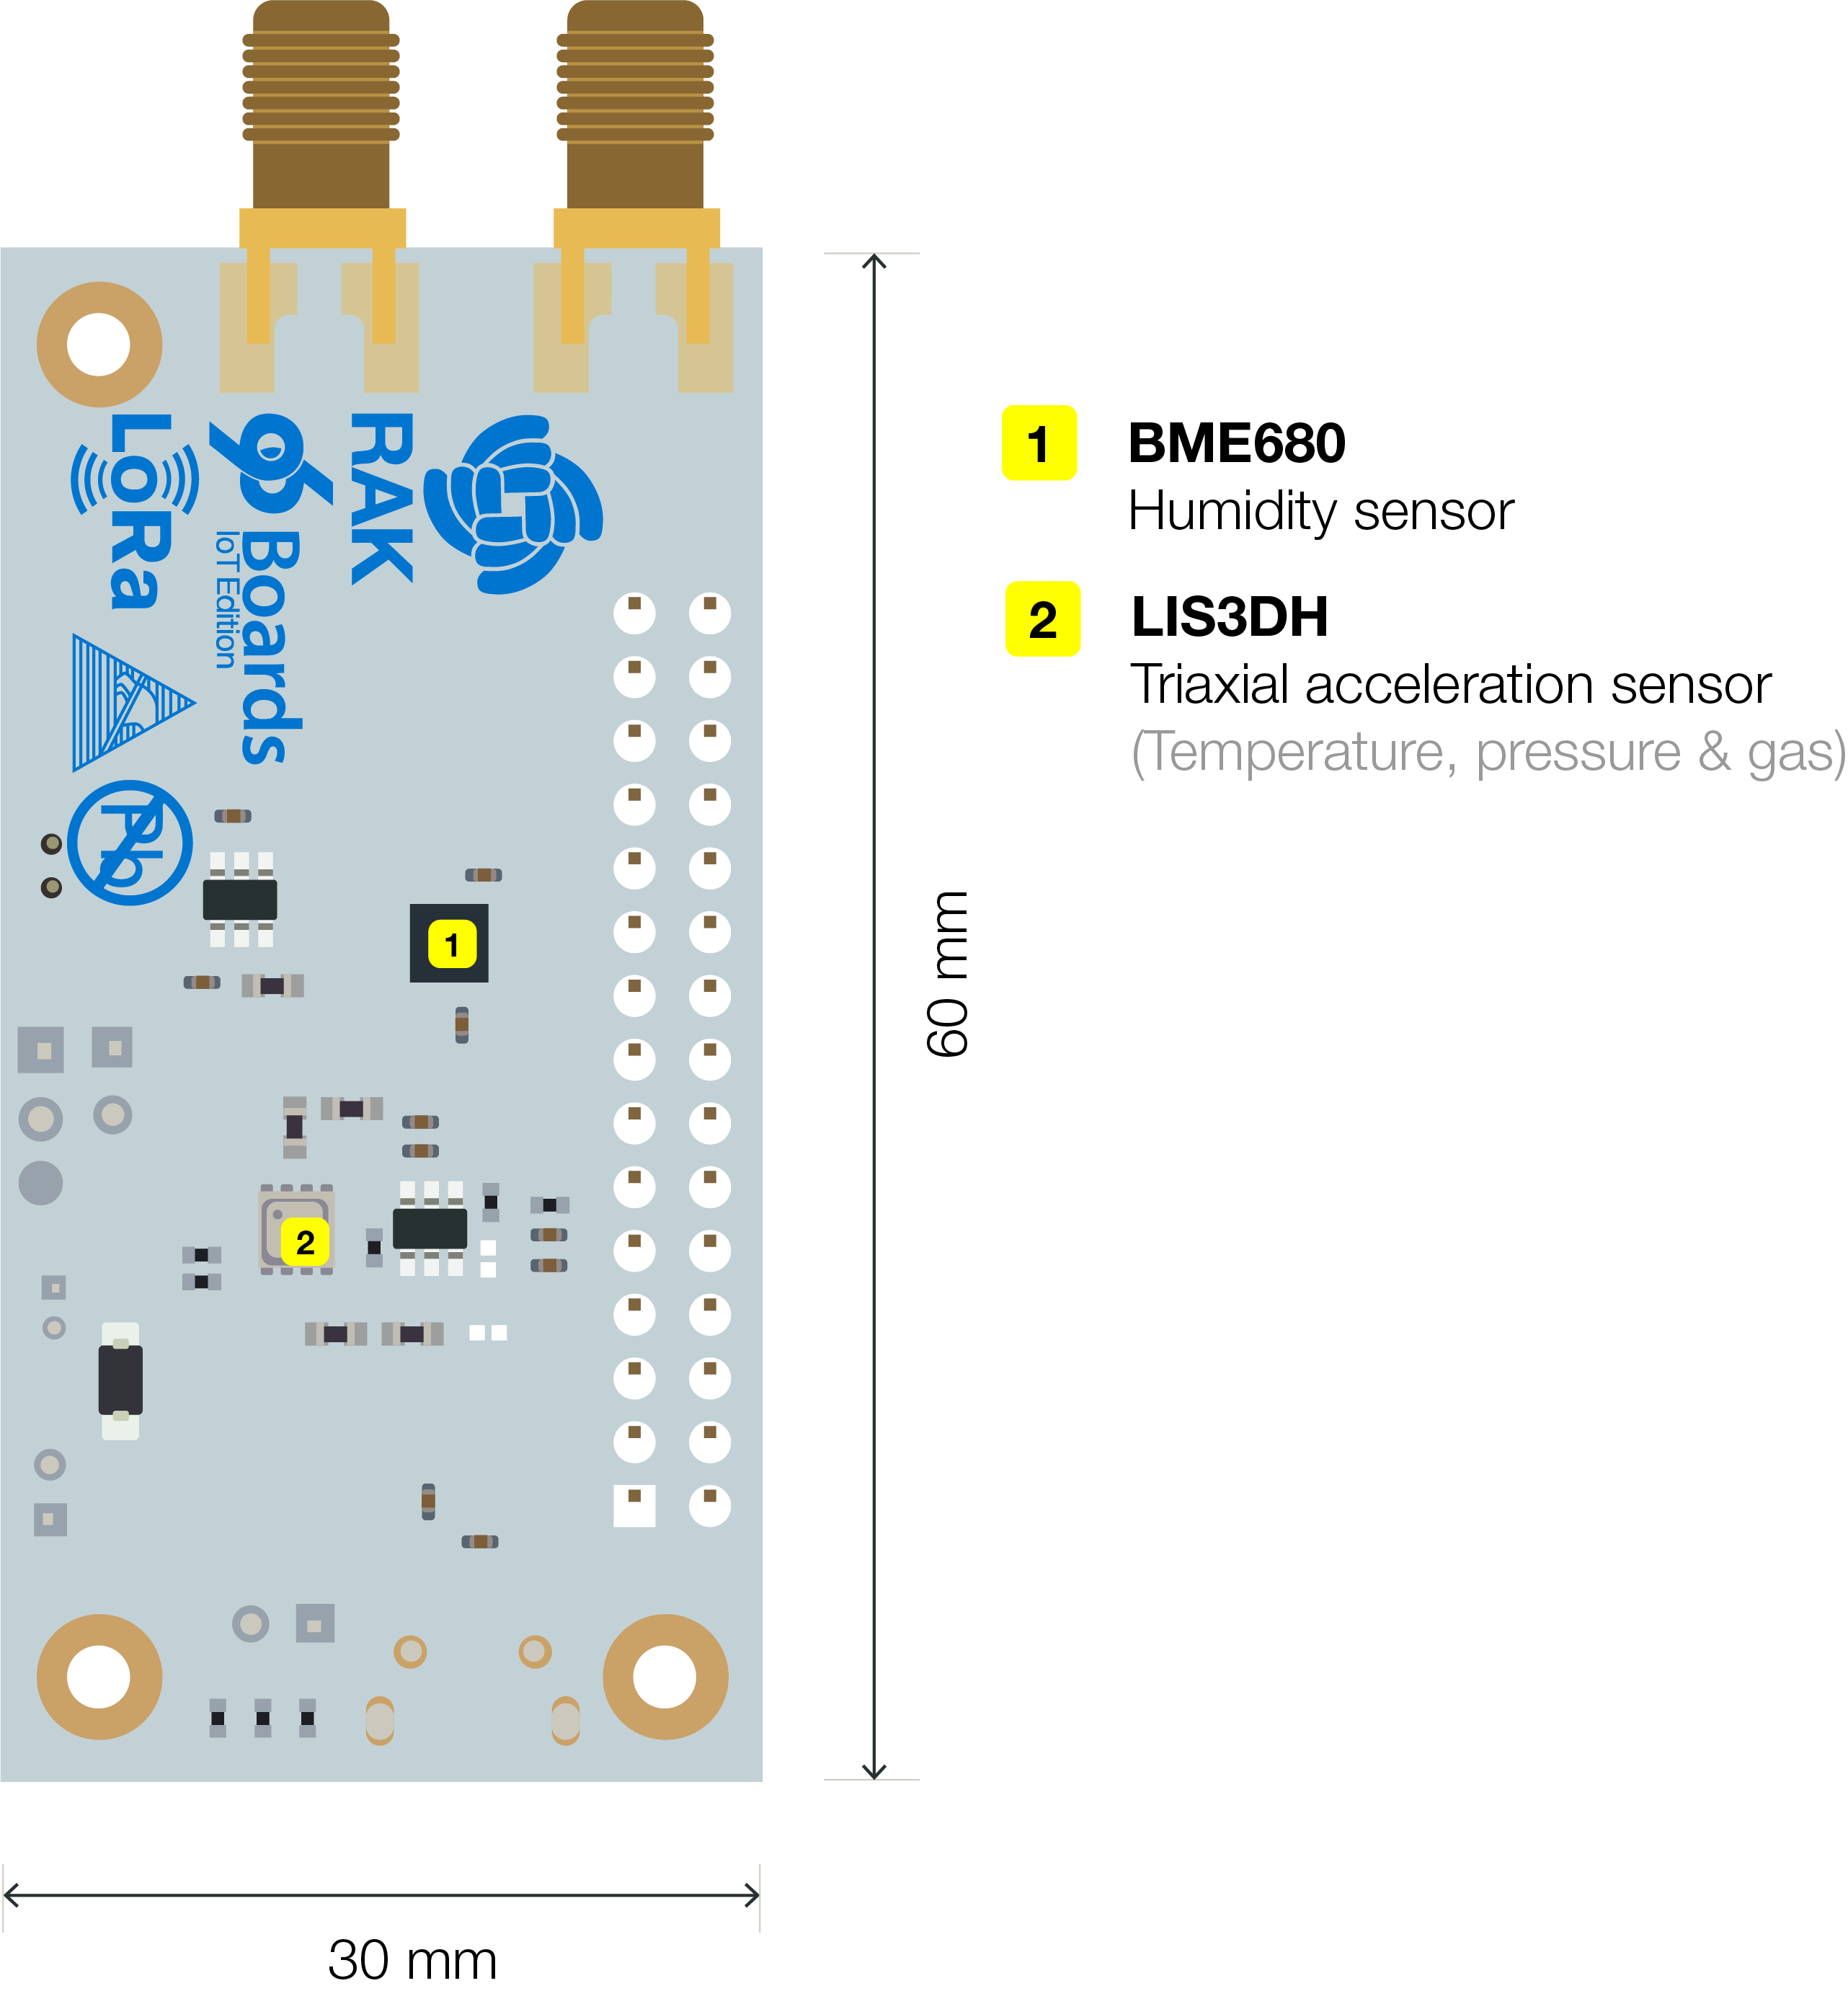 LoRa
96Boards
IoT Edition
RAK
Pb
1
2
1
BME680
Humidity sensor
2
LIS3DH
Triaxial acceleration sensor
(Temperature, pressure & gas)
60 mm
30 mm